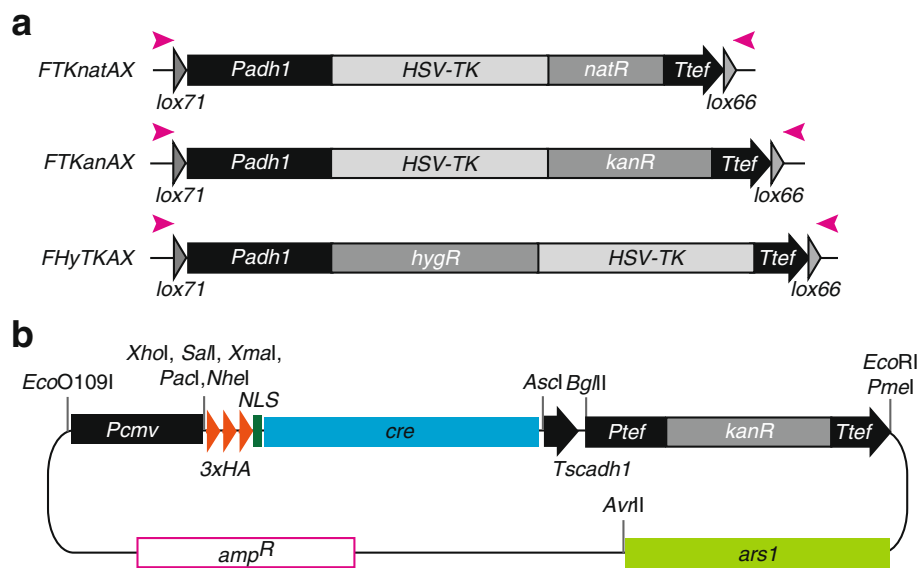 a
FTKnatAX
Padh1
HSV-TK
natR
Ttef
lox71
lox66
FTKanAX
Padh1
HSV-TK
kanR
Ttef
lox71
lox66
FHyTKAX
Padh1
hygR
HSV-TK
Ttef
lox71
lox66
b
XhoI, SalI, XmaI,
PacI,NheI
EcoO109I
NLS
AscI
BglII
EcoRI
PmeI
Pcmv
cre
Ptef
kanR
Ttef
3xHA
Tscadh1
AvrII
ampR
ars1